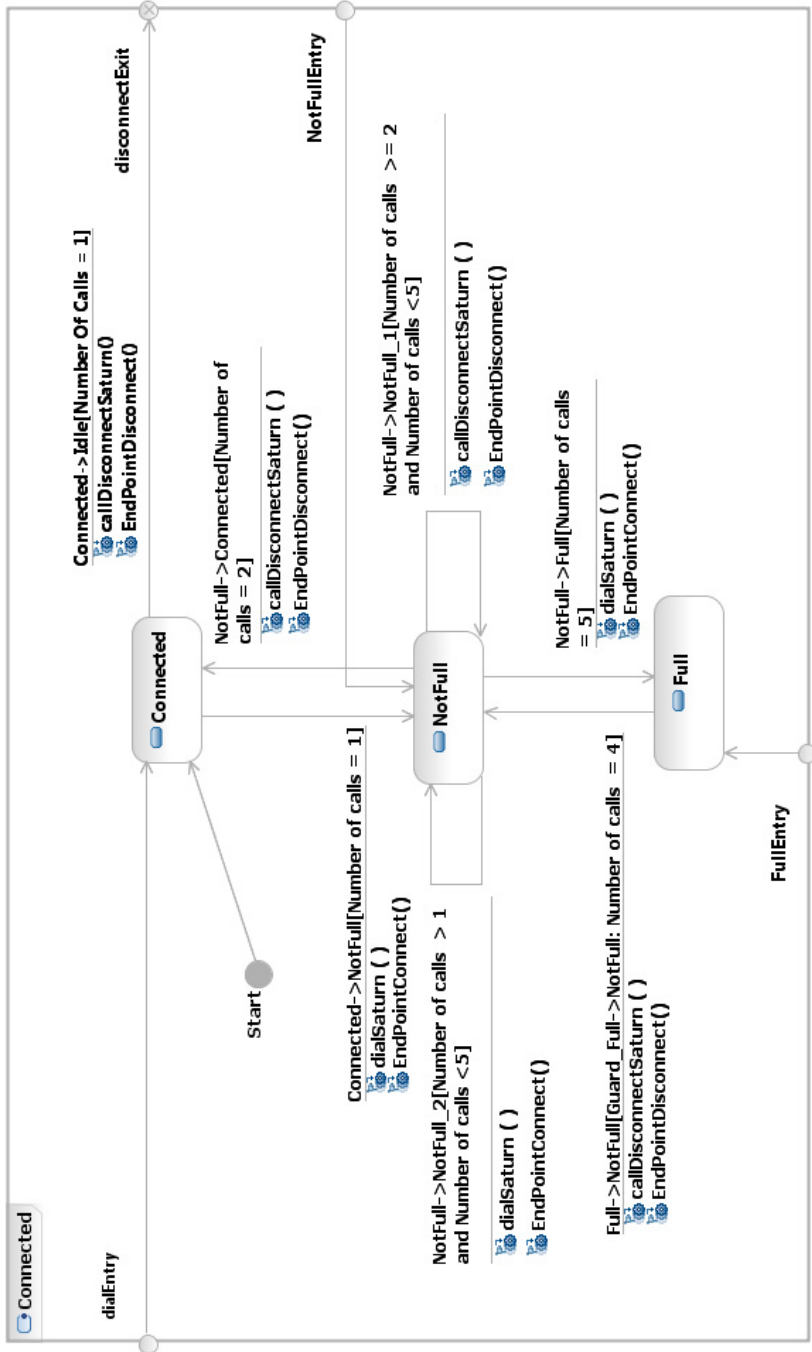 Connected
dialEntry
Start
Connected
Connected->Idle[Number Of Calls = 1]
callDisconnectSaturn()
EndPointDisconnect()
disconnectExit
NotFull->Connected[Number of
calls = 2]
callDisconnectSaturn ( )
EndPointDisconnect()
NotFullEntry
Connected->NotFull[Number of calls = 1]
dialSaturn ( )
EndPointConnect()
NotFull->NotFull_1[Number of calls >= 2
and Number of calls <5]
callDisconnectSaturn ( )
EndPointDisconnect()
NotFull
NotFull->NotFull_2[Number of calls > 1
and Number of calls <5]
dialSaturn ( )
EndPointConnect()
NotFull->Full[Number of calls
= 5]
dialSaturn ( )
EndPointConnect()
Full->NotFull[Guard_Full->NotFull: Number of calls = 4]
callDisconnectSaturn ( )
EndPointDisconnect()
Full
FullEntry